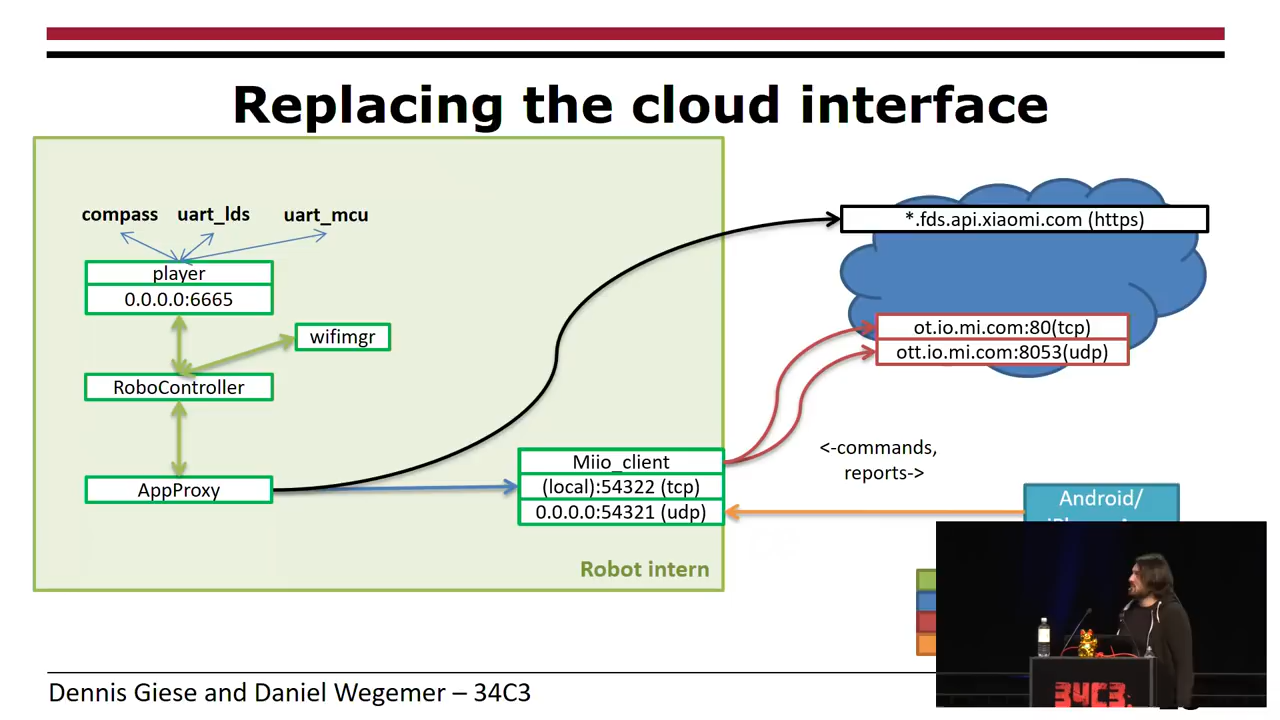 Replacing the cloud interface
compass uart_lds uart_mcu
player
0.0.0.0:6665
wifimgr
RoboController
AppProxy
Miio_client
(local):54322 (tcp)
0.0.0.0:54321 (udp)
Robot intern
*.fds.api.xiaomi.com (https)
ot.io.mi.com:80(tcp)
ott.io.mi.com:8053(udp)
<-commands,
reports->
Android/
Dennis Giese and Daniel Wegemer – 34C3
34C3